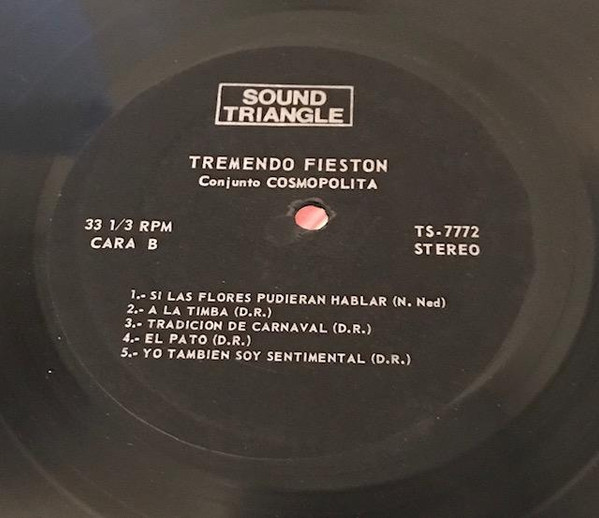 SOUND
TRIANGLE
TREMENDO FIESTON
Conjunto COSMOPOLITA
33 1/3 RPM
CARA B
TS-7772
STEREO
1.- SI LAS FLORES PUDIERAN HABLAR (N. Ned)
2.- A LA TIMBA (D.R.)
3.- TRADICION DE CARNAVAL (D.R.)
4.- EL PATO (D.R.)
5.- YO TAMBIEN SOY SENTIMENTAL (D.R.)